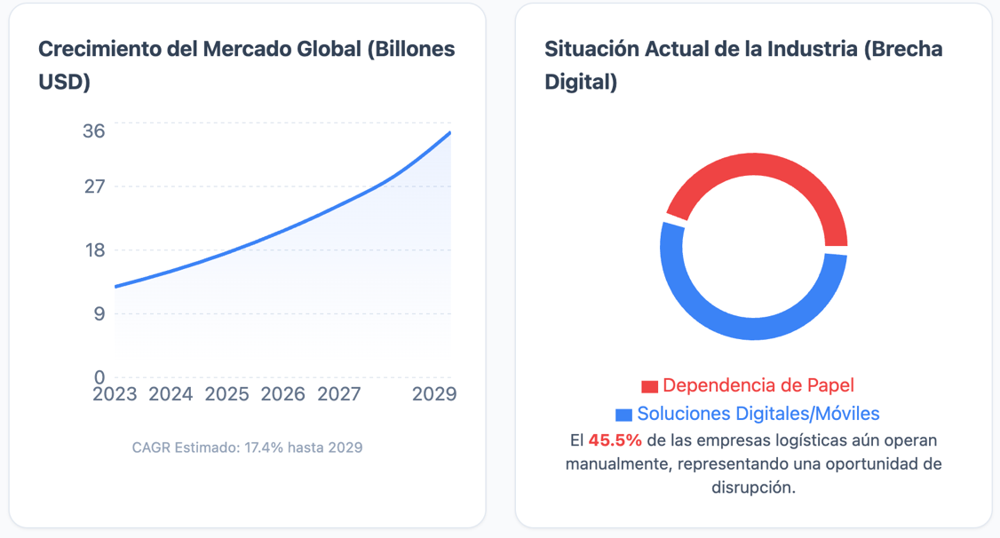 Crecimiento del Mercado Global (Billones
USD)
36
27
18
9
0
2023 2024 2025 2026 2027 2029
CAGR Estimado: 17.4% hasta 2029
Situación Actual de la Industria (Brecha
Digital)
Dependencia de Papel
Soluciones Digitales/Móviles
El 45.5% de las empresas logísticas aún operan
manualmente, representando una oportunidad de
disrupción.